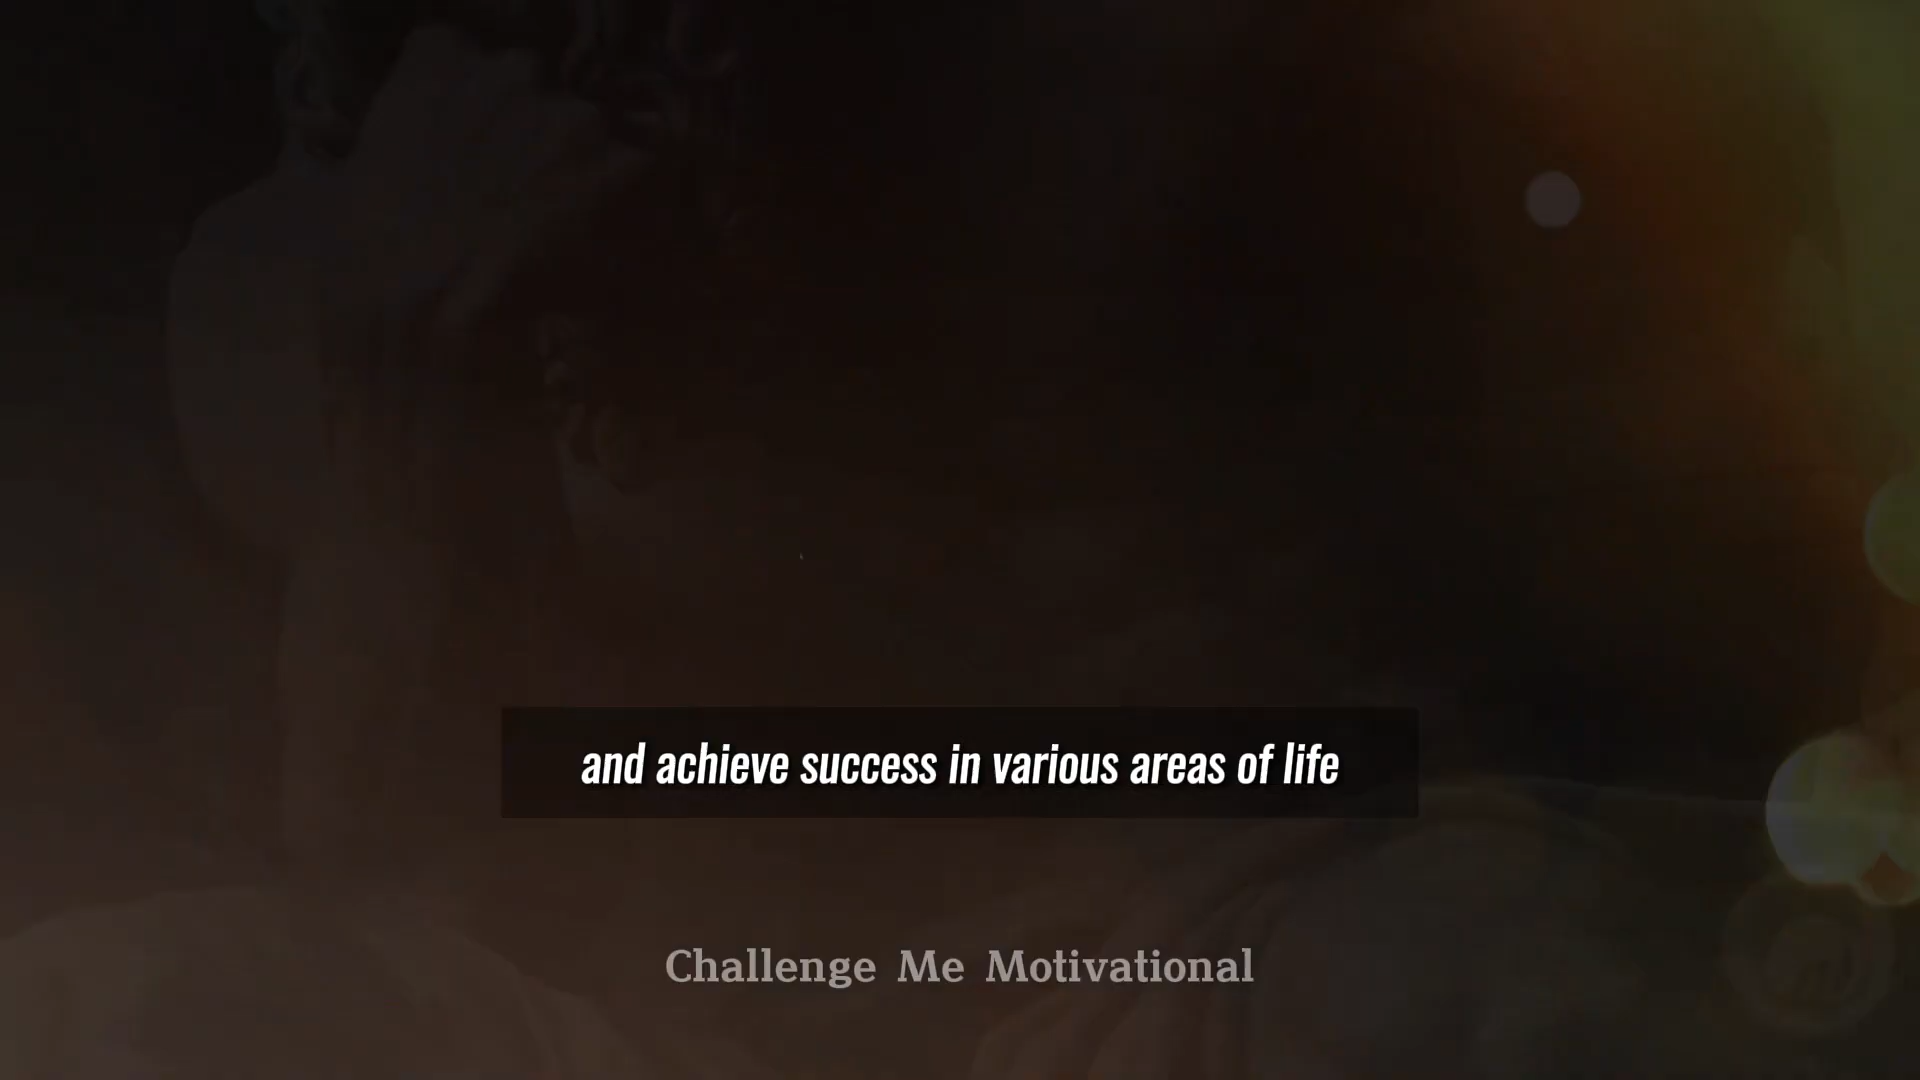 and achieve success in various areas of life
Challenge Me Motivational